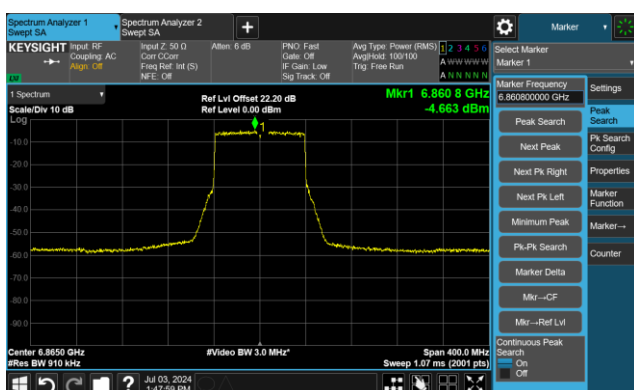 Spectrum Analyzer 1
Swept SA
Spectrum Analyzer 2
Swept SA
+
Marker
KEYSIGHT
Input: RF
Coupling: AC
Align: Off
Input Z: 50 Ω
Corr CCorr
Freq Ref: Int (S)
NFE: Off
Atten: 6 dB
PNO: Fast
Gate: Off
IF Gain: Low
Sig Track: Off
Avg Type: Power (RMS)
Avg|Hold: 100/100
Trig: Free Run
1 2 3 4 5 6
A W W W W W
A N N N N N
LXI
Select Marker
Marker 1
1 Spectrum
Scale/Div 10 dB
Log
Ref Lvl Offset 22.20 dB
Ref Level 0.00 dBm
Mkr1 6.860 8 GHz
-4.663 dBm
1
-10.0
-20.0
-30.0
-40.0
-50.0
-60.0
-70.0
-80.0
-90.0
Center 6.8650 GHz
#Res BW 910 kHz
#Video BW 3.0 MHz*
Span 400.0 MHz
Sweep 1.07 ms (2001 pts)
Marker Frequency
6.860800000 GHz
Peak Search
Next Peak
Next Pk Right
Next Pk Left
Minimum Peak
Pk-Pk Search
Marker Delta
Mkr→CF
Mkr→Ref Lvl
Continuous Peak
Search
On
Off
Settings
Peak
Search
Pk Search
Config
Properties
Marker
Function
Marker→
Counter
?
Jul 03, 2024
1:47:59 PM